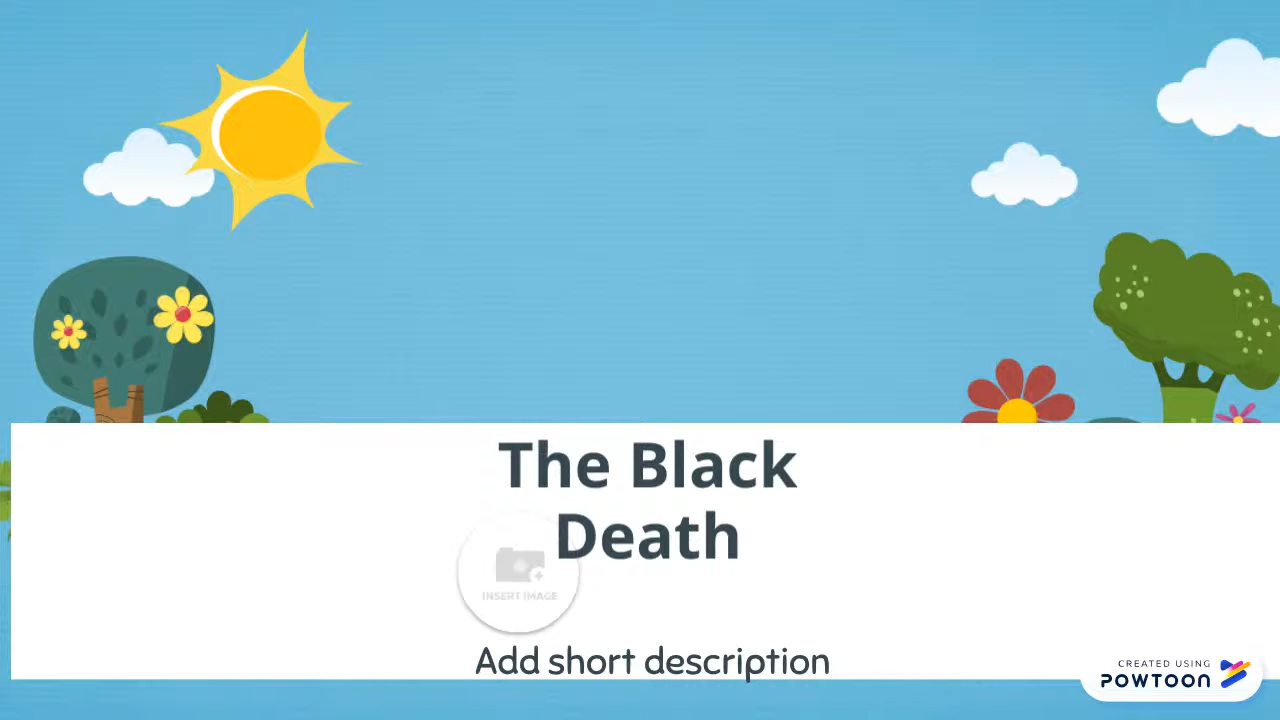 The Black
Death
INSERT IMAGE
Add short description
CREATED USING
POWTOON